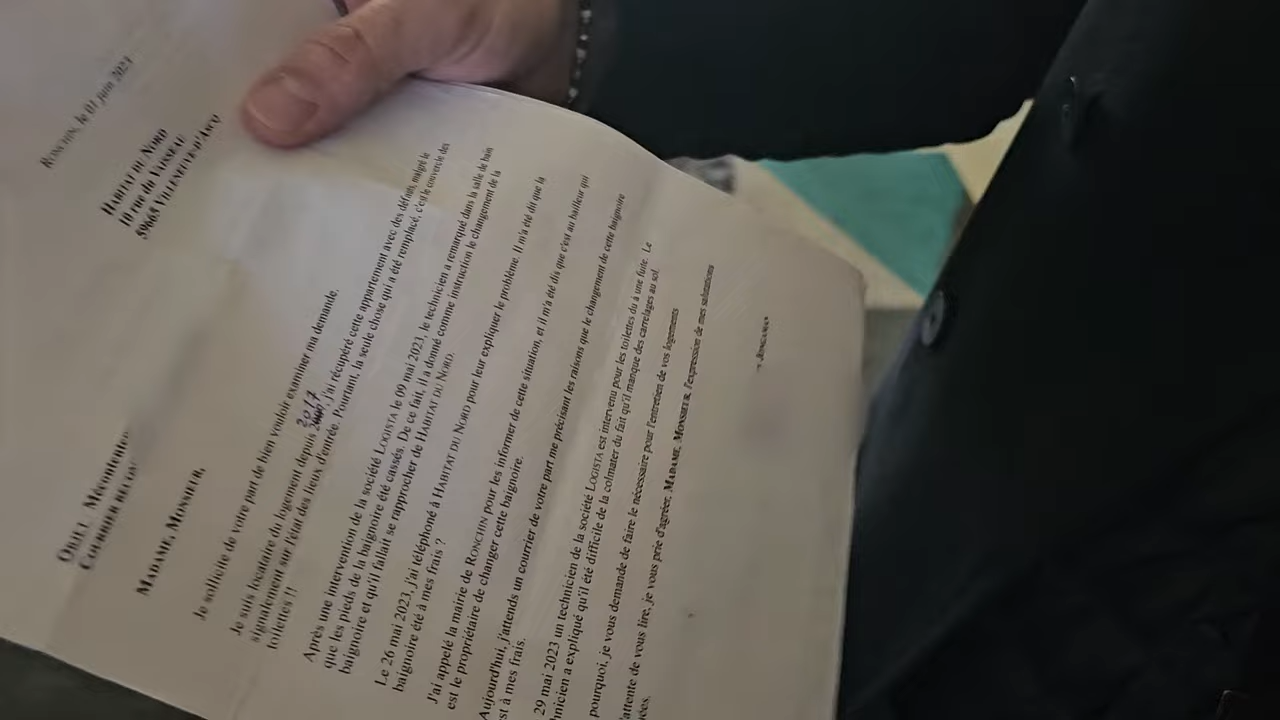 RONCHIN, le 01 juin 2023
HABITAT DU NORD
10 rue du VAISSEAU
59665 VILLENEUVE D'ASCQ
OBJET: Mécontentement
COURRIER RECOM
MADAME, MONSIEUR,
Je sollicite de votre part de bien vouloir examiner ma demande.
Je suis locataire du logement depuis 2017, j'ai récupéré cette appartement avec des défauts, malgré le
signalement sur l'état des lieux d'entrée. Pourtant, la seule chose qui a été remplacé, c'est le couvercle des
toilettes !!
Après une intervention de la société LOGISTA le 09 mai 2023, le technicien a remarqué dans la salle de bain
que les pieds de la baignoire été cassés. De ce fait, il a donné comme instruction le changement de la
baignoire et qu'il fallait se rapprocher de HABITAT DU NORD.
Le 26 mai 2023, j'ai téléphoné à HABITAT DU NORD pour leur expliquer le problème. Il m'a été dit que la
baignoire été à mes frais ?
J'ai appelé la mairie de RONCHIN pour les informer de cette situation, et il m'a été dis que c'est au bailleur qui
est le propriétaire de changer cette baignoire.
Aujourd'hui, j'attends un courrier de votre part me précisant les raisons que le changement de cette baignoire
st à mes frais.
29 mai 2023 un technicien de la société LOGISTA est intervenu pour les toilettes du à une fuite. Le
hnicien a expliqué qu'il été difficile de la colmater du fait qu'il manque des carrelages au sol.
pourquoi, je vous demande de faire le nécessaire pour l'entretien de vos logements
'attente de vous lire, je vous prie d'agréer, MADAME, MONSIEUR, l'expression de mes salutations
ées.